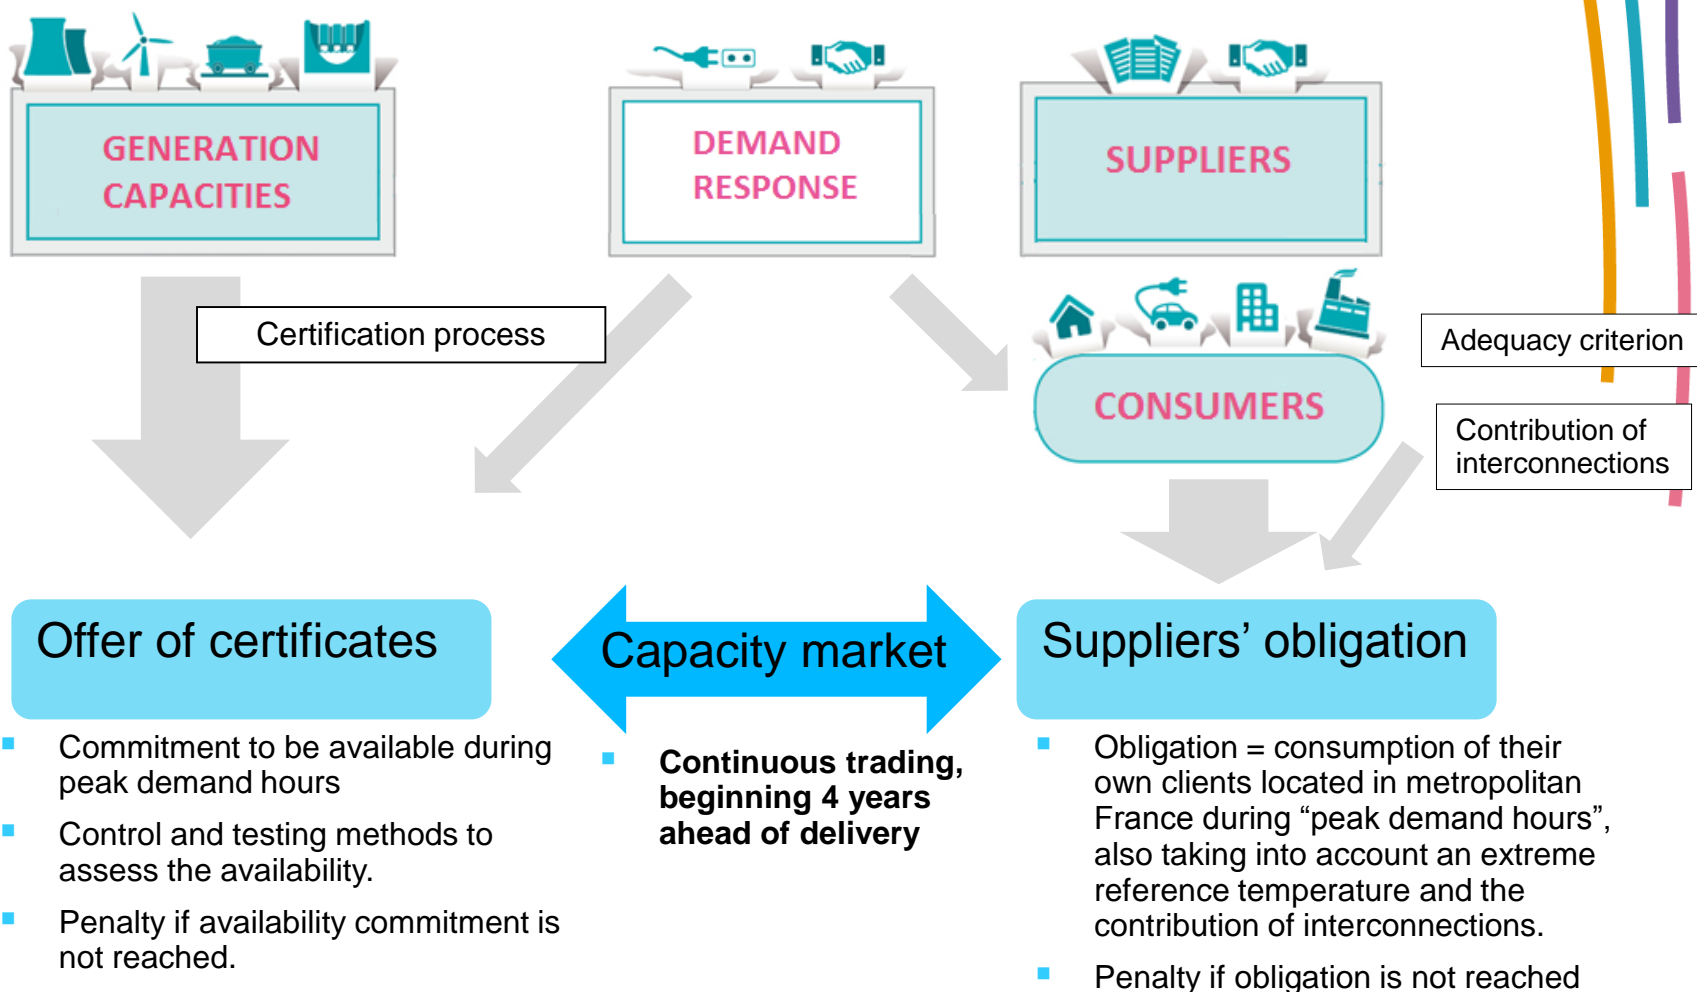 GENERATION
CAPACITIES
DEMAND
RESPONSE
SUPPLIERS
Certification process
CONSUMERS
Adequacy criterion
Contribution of
interconnections
Offer of certificates
Capacity market
Suppliers’ obligation
Commitment to be available during
peak demand hours
Control and testing methods to
assess the availability.
Penalty if availability commitment is
not reached.
Continuous trading,
beginning 4 years
ahead of delivery
Obligation = consumption of their
own clients located in metropolitan
France during “peak demand hours”,
also taking into account an extreme
reference temperature and the
contribution of interconnections.
Penalty if obligation is not reached